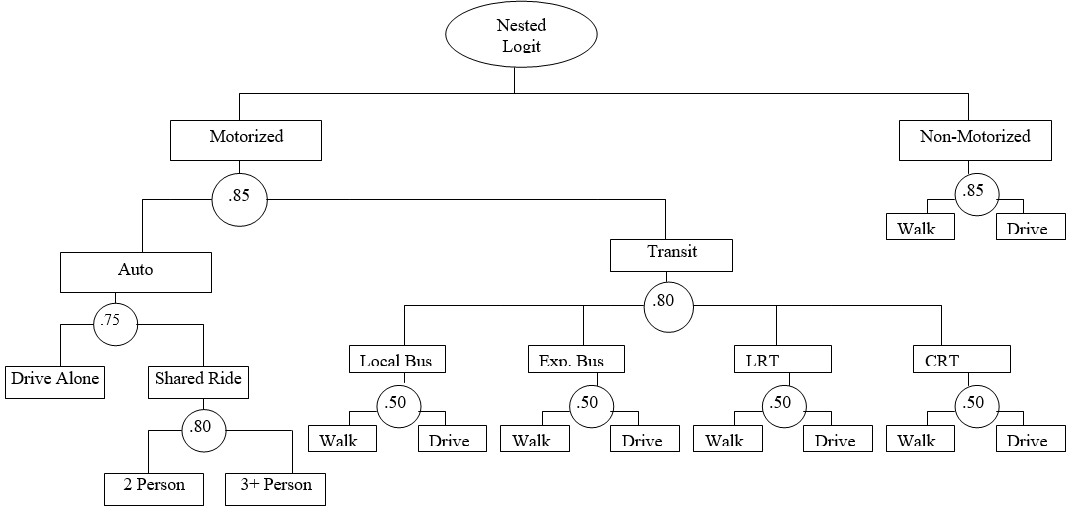 Nested
Logit
Motorized
Non-Motorized
.85
.85
Walk
Drive
Auto
Transit
.75
.80
Drive Alone
Shared Ride
Local Bus
Exp. Bus
LRT
CRT
.80
.50
.50
.50
.50
Walk
Drive
Walk
Drive
Walk
Drive
Walk
Drive
2 Person
3+ Person